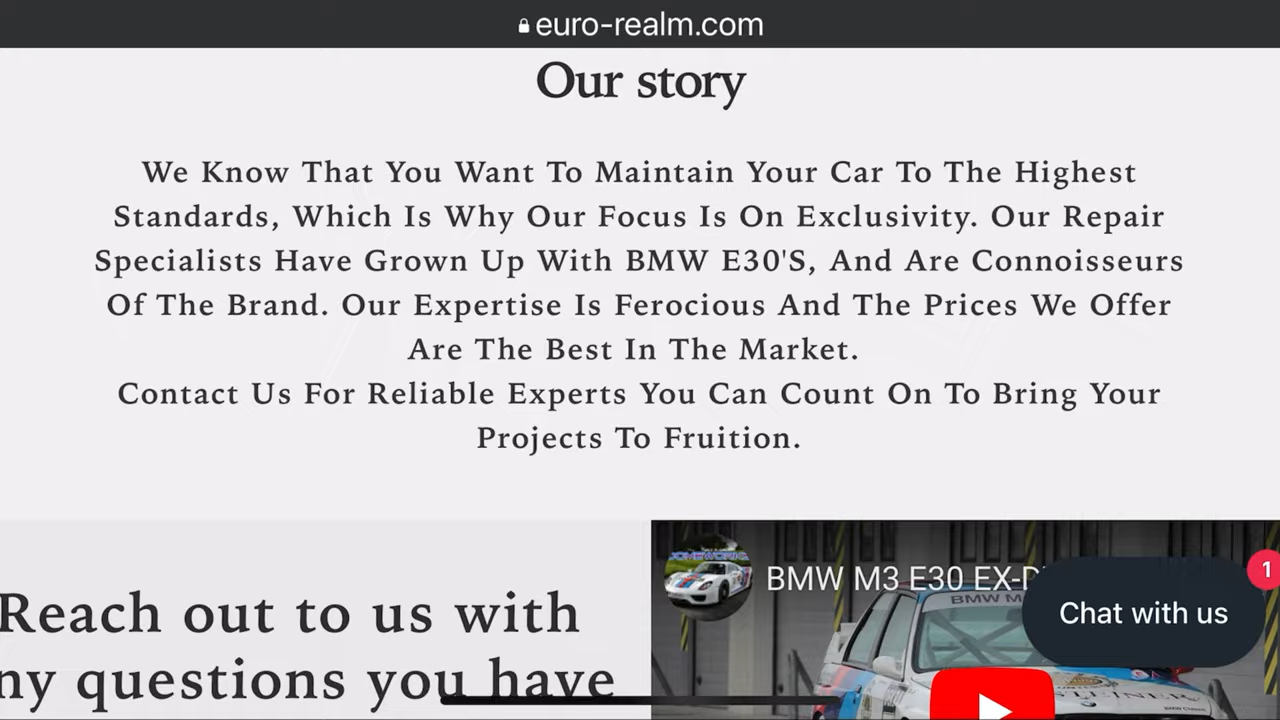 euro-realm.com
Our story
We Know That You Want To Maintain Your Car To The Highest
Standards, Which Is Why Our Focus Is On Exclusivity. Our Repair
Specialists Have Grown Up With BMW E30'S, And Are Connoisseurs
Of The Brand. Our Expertise Is Ferocious And The Prices We Offer
Are The Best In The Market.
Contact Us For Reliable Experts You Can Count On To Bring Your
Projects To Fruition.
Reach out to us with
ny questions you have
BMW M3 E30 EX-D
1
Chat with us
BMW M